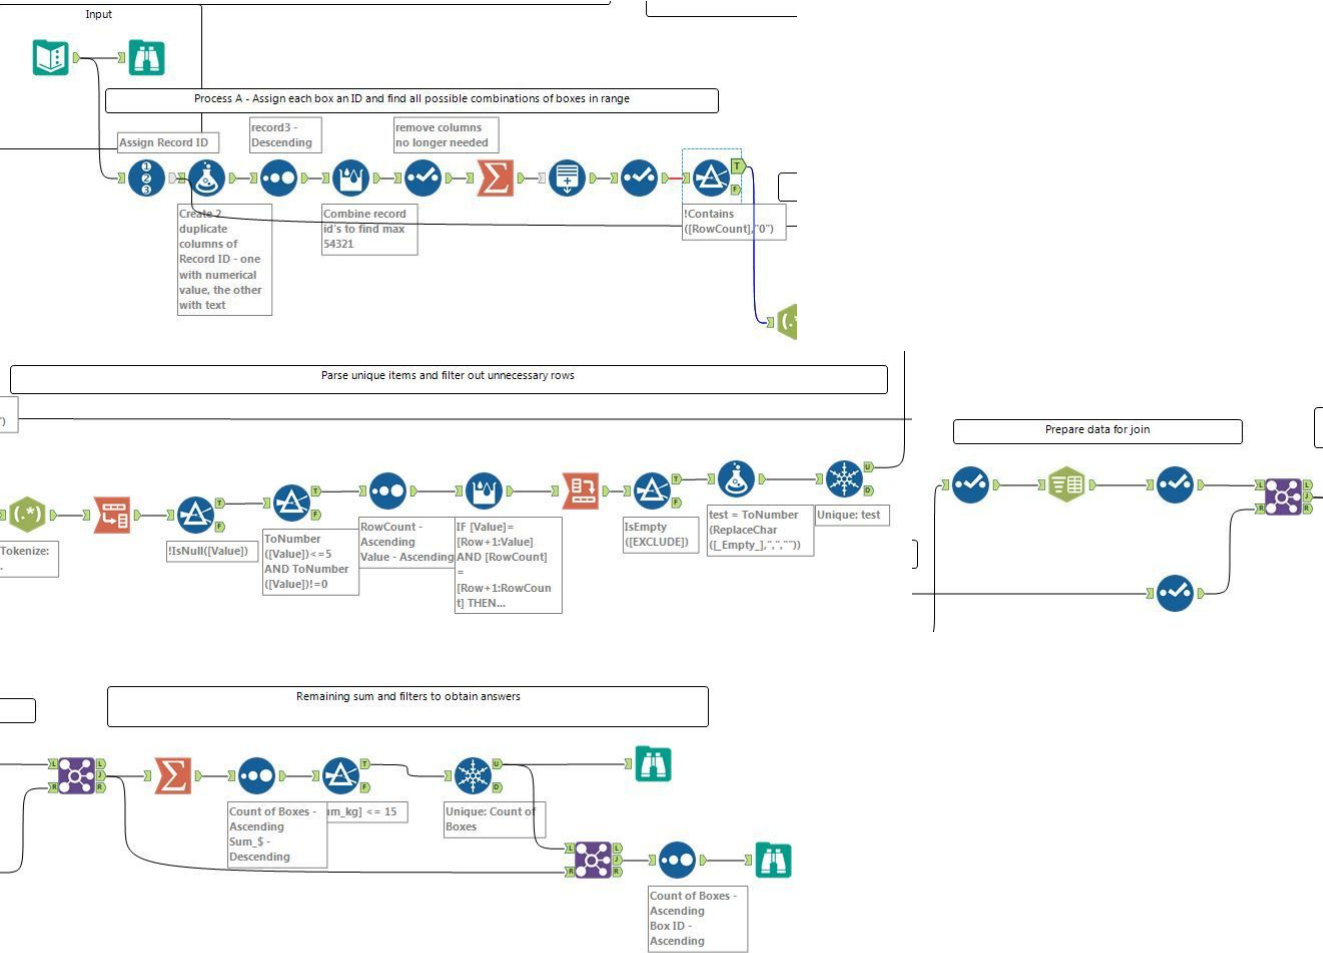 Input
Process A - Assign each box an ID and find all possible combinations of boxes in range
Assign Record ID
record3 -
Descending
remove columns
no longer needed
1
2
3
T
F
Create 2
duplicate
columns of
Record ID - one
with numerical
value, the other
with text
Combine record
id's to find max
54321
!Contains
([RowCount],"0")
(.
Parse unique items and filter out unnecessary rows
")
Prepare data for join
(.*)
Tokenize:
.
T
F
!IsNull([Value])
T
F
ToNumber
([Value])<=5
AND ToNumber
([Value])!=0
RowCount -
Ascending
Value - Ascending
IF [Value]=
[Row+1:Value]
AND [RowCount]
=
[Row+1:RowCoun
t] THEN...
T
F
IsEmpty
([EXCLUDE])
test = ToNumber
(ReplaceChar
([_Empty_],",",""))
U
D
Unique: test
L
J
R
L
R
Remaining sum and filters to obtain answers
L
R
L
J
R
Count of Boxes -
Ascending
Sum_$ -
Descending
T
F
um_kg] <= 15
U
D
Unique: Count of
Boxes
L
R
L
J
R
Count of Boxes -
Ascending
Box ID -
Ascending